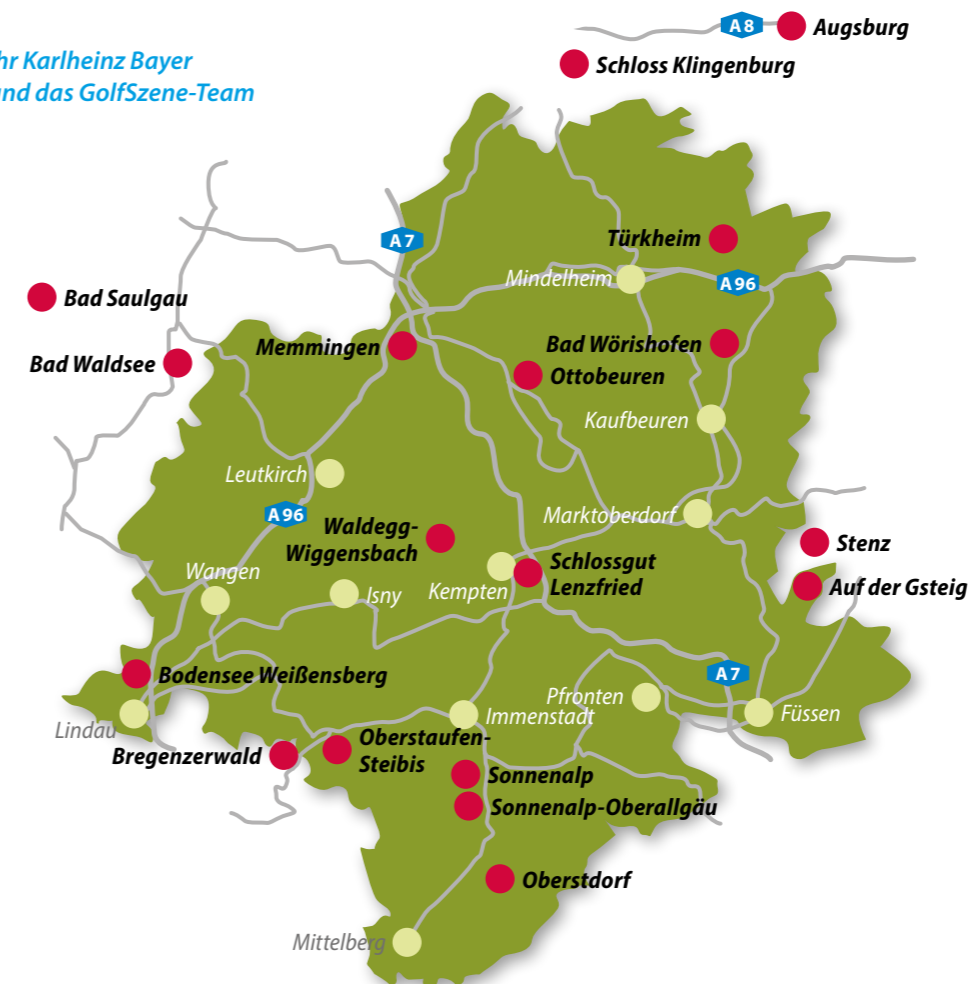 A8
Augsburg
hr Karlheinz Bayer
und das GolfSzene-Team
Schloss Klingenburg
A7
Türkheim
Mindelheim
A96
Bad Saulgau
Memmingen
Bad Wörishofen
Bad Waldsee
Ottobeuren
Kaufbeuren
Leutkirch
A96
Marktoberdorf
Waldegg-
Wiggensbach
Stenz
Schlossgut
Lenzfried
Wangen
Kempten
Isny
Auf der Gsteig
Bodensee Weißensberg
A7
Pfronten
Immenstadt
Füssen
Lindau
Oberstaufen-
Steibis
Bregenzerwald
Sonnenalp
Sonnenalp-Oberallgäu
Oberstdorf
Mittelberg